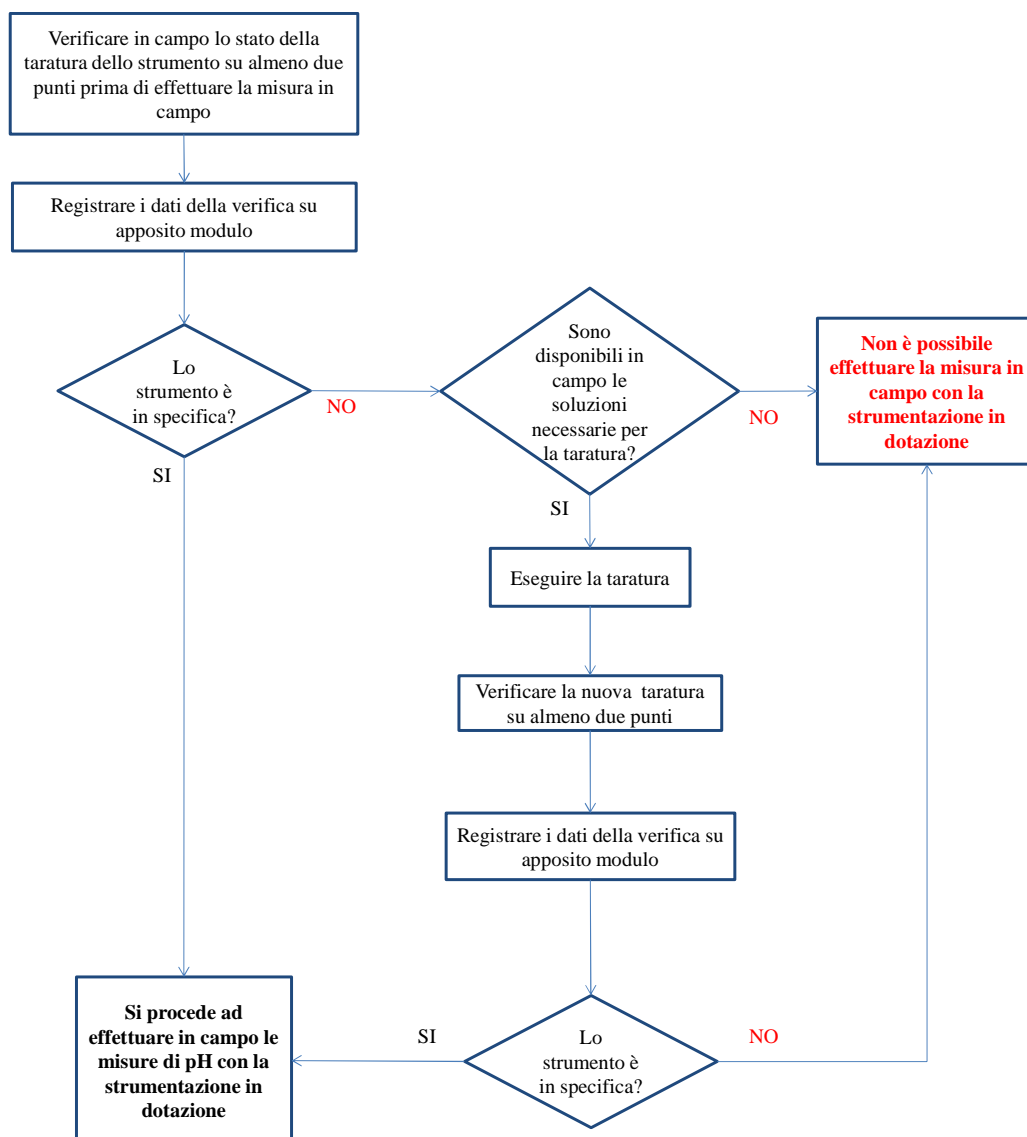 Verificare in campo lo stato della
taratura dello strumento su almeno due
punti prima di effettuare la misura in
campo
Registrare i dati della verifica su
apposito modulo
Lo
strumento è
in specifica?
NO
SI
Sono
disponibili in
campo le
soluzioni
necessarie per
la taratura?
NO
SI
Non è possibile
effettuare la misura in
campo con la
strumentazione in
dotazione
Eseguire la taratura
Verificare la nuova  taratura
su almeno due punti
Registrare i dati della verifica su
apposito modulo
Lo
strumento è
in specifica?
SI
NO
Si procede ad
effettuare in campo le
misure di pH con la
strumentazione in
dotazione